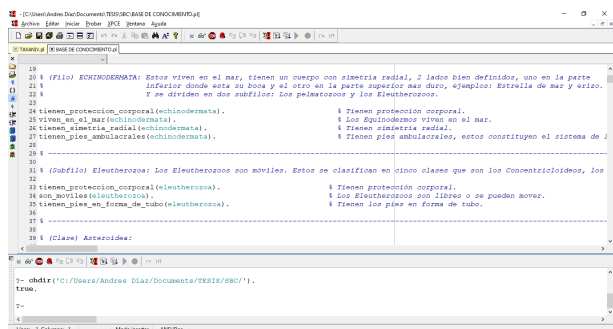 - [C:\Users\Andres Diaz\Documents\TESIS\SBC\BASE DE CONOCIMIENTO.pl]
Archivo Editar Iniciar Probar XPCE Ventana Ayuda
TAXANIV.pl BASE DE CONOCIMIENTO.pl
19
20 % (Filo) ECHINODERMATA: Estos viven en el mar, tienen un cuerpo con simetria radial, 2 lados bien definidos, uno en la parte
21 % inferior donde esta su boca y el otro en la parte superior mas duro, ejemplos: Estrella de mar y erizo.
22 % Y se dividen en dos subfilos: Los pelmatozoos y los Eleutherozoos.
23
24 tienen_proteccion_corporal(echinodermata). % Tienen protección corporal.
25 viven_en_el_mar(echinodermata). % Los Equinodermos viven en el mar.
26 tienen_simetria_radial(echinodermata). % Tienen simietria radial.
27 tienen_pies_ambulacrales(echinodermata). % Tienen pies ambulacrales, estos constituyen el sistema de l
28
29 %
30
31 % (Subfilo) Eleutherozoa: Los Eleutherozoos son móviles. Estos se classifican en cinco clases que son los Concentricloideos, los
32
33 tienen_proteccion_corporal(eleutherozoa). % Tienen protección corporal.
34 son_moviles(eleutherozoa). % Los Eleutherozoos son libres o se pueden mover.
35 tienen_pies_en_forma_de_tubo(eleutherozoa). % Tienen los pies en forma de tubo.
36
37 %
38
39 % (Clase) Asteroidea:
?- chdir('C:/Users/Andres Diaz/Documents/TESIS/SBC/').
true.
?-